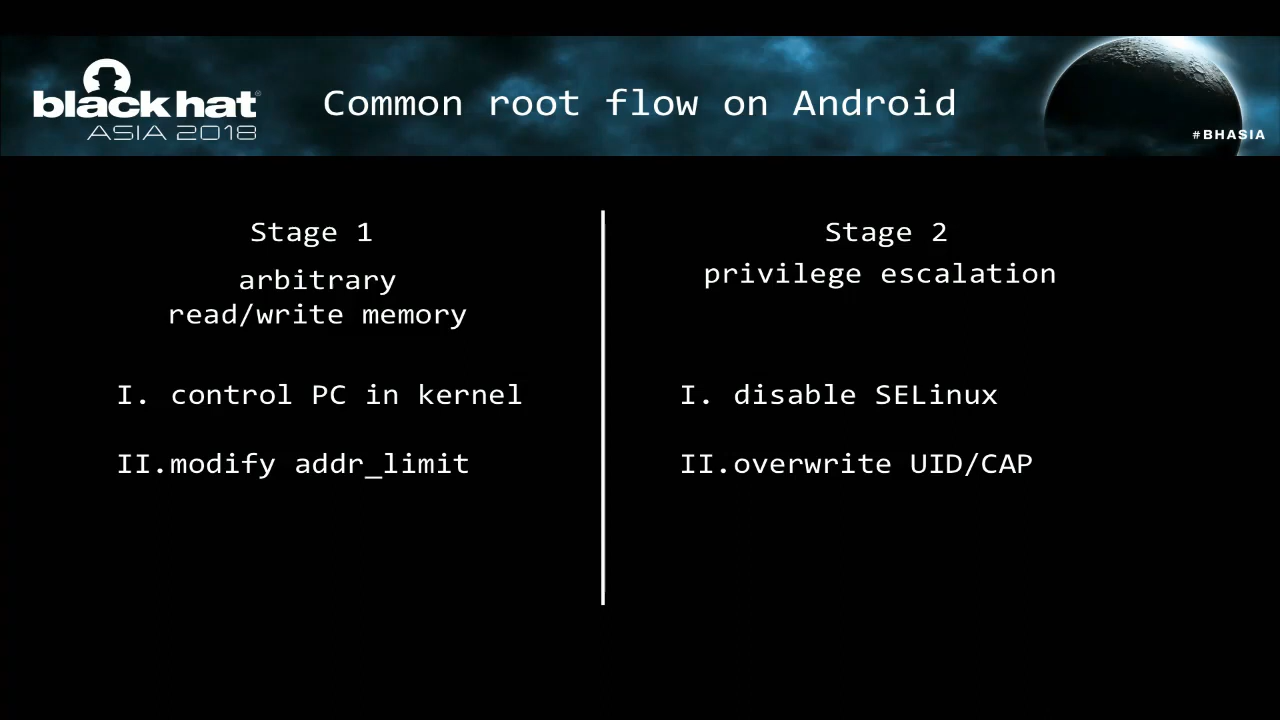 black hat®
ASIA 2018
Common root flow on Android
#BHASIA
Stage 1
arbitrary
read/write memory
I. control PC in kernel
II.modify addr_limit
Stage 2
privilege escalation
I. disable SELinux
II.overwrite UID/CAP